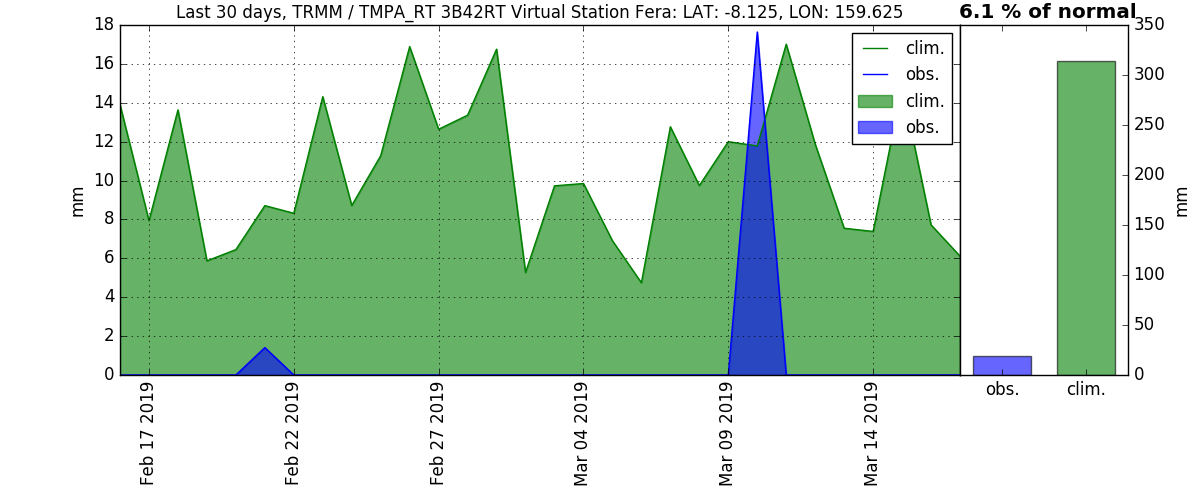 Last 30 days, TRMM / TMPA_RT 3B42RT Virtual Station Fera: LAT: -8.125, LON: 159.625
6.1 % of normal
18
16
14
12
10
8
6
4
2
0
mm
clim.
obs.
clim.
obs.
Feb 17 2019
Feb 22 2019
Feb 27 2019
Mar 04 2019
Mar 09 2019
Mar 14 2019
350
300
250
200
150
100
50
0
mm
obs.
clim.